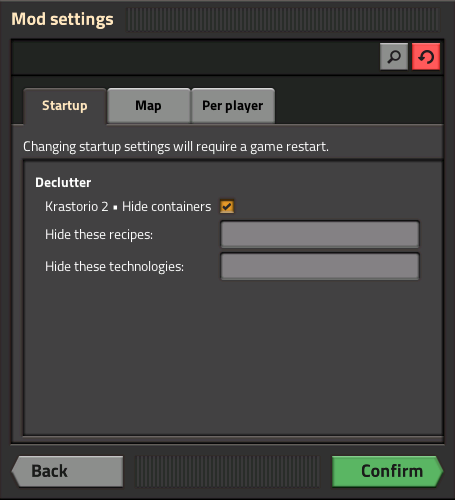 Mod settings
Startup
Map
Per player
Changing startup settings will require a game restart.
Declutter
Krastorio 2 ▪ Hide containers
Hide these recipes:
Hide these technologies:
Back
Confirm